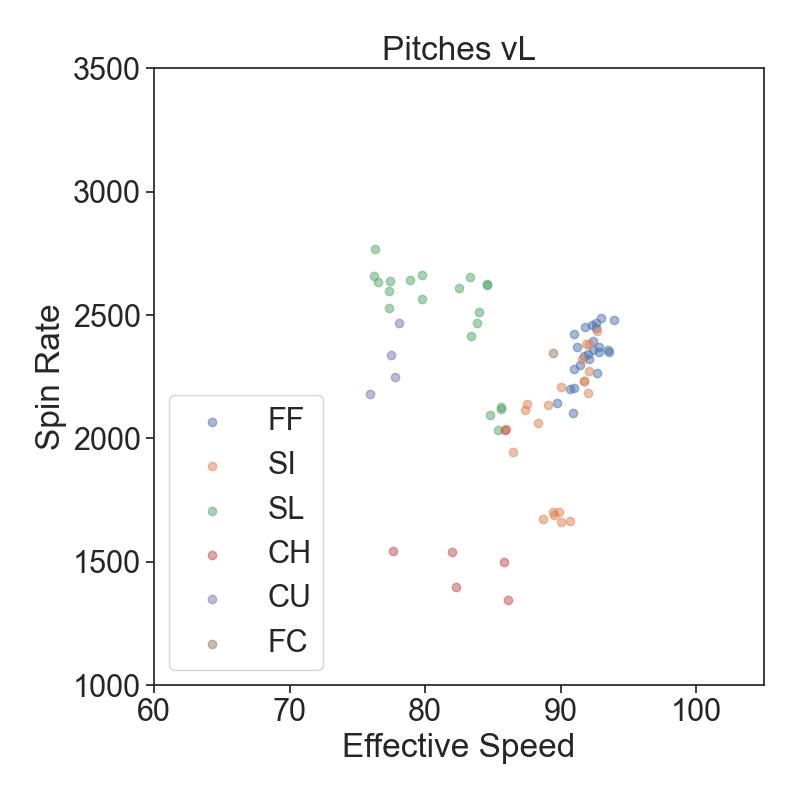 Pitches vL
3500
3000
2500
2000
1500
1000
Spin Rate
FF
SI
SL
CH
CU
FC
60 70 80 90 100
Effective Speed